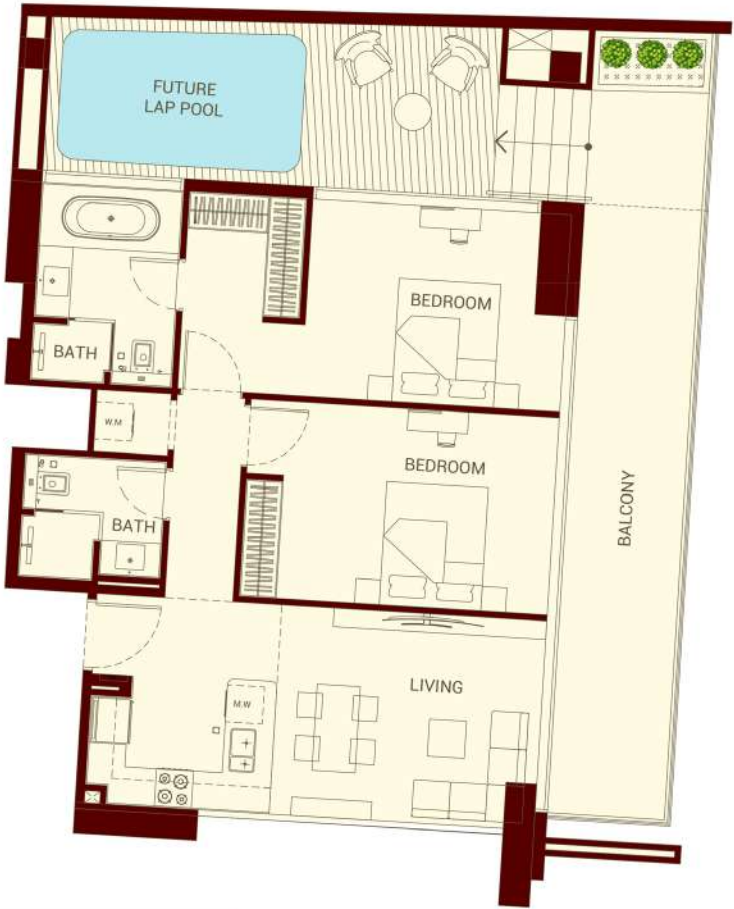 FUTURE
LAP POOL
BEDROOM
BATH
W.M
BEDROOM
BATH
BALCONY
LIVING
M.W